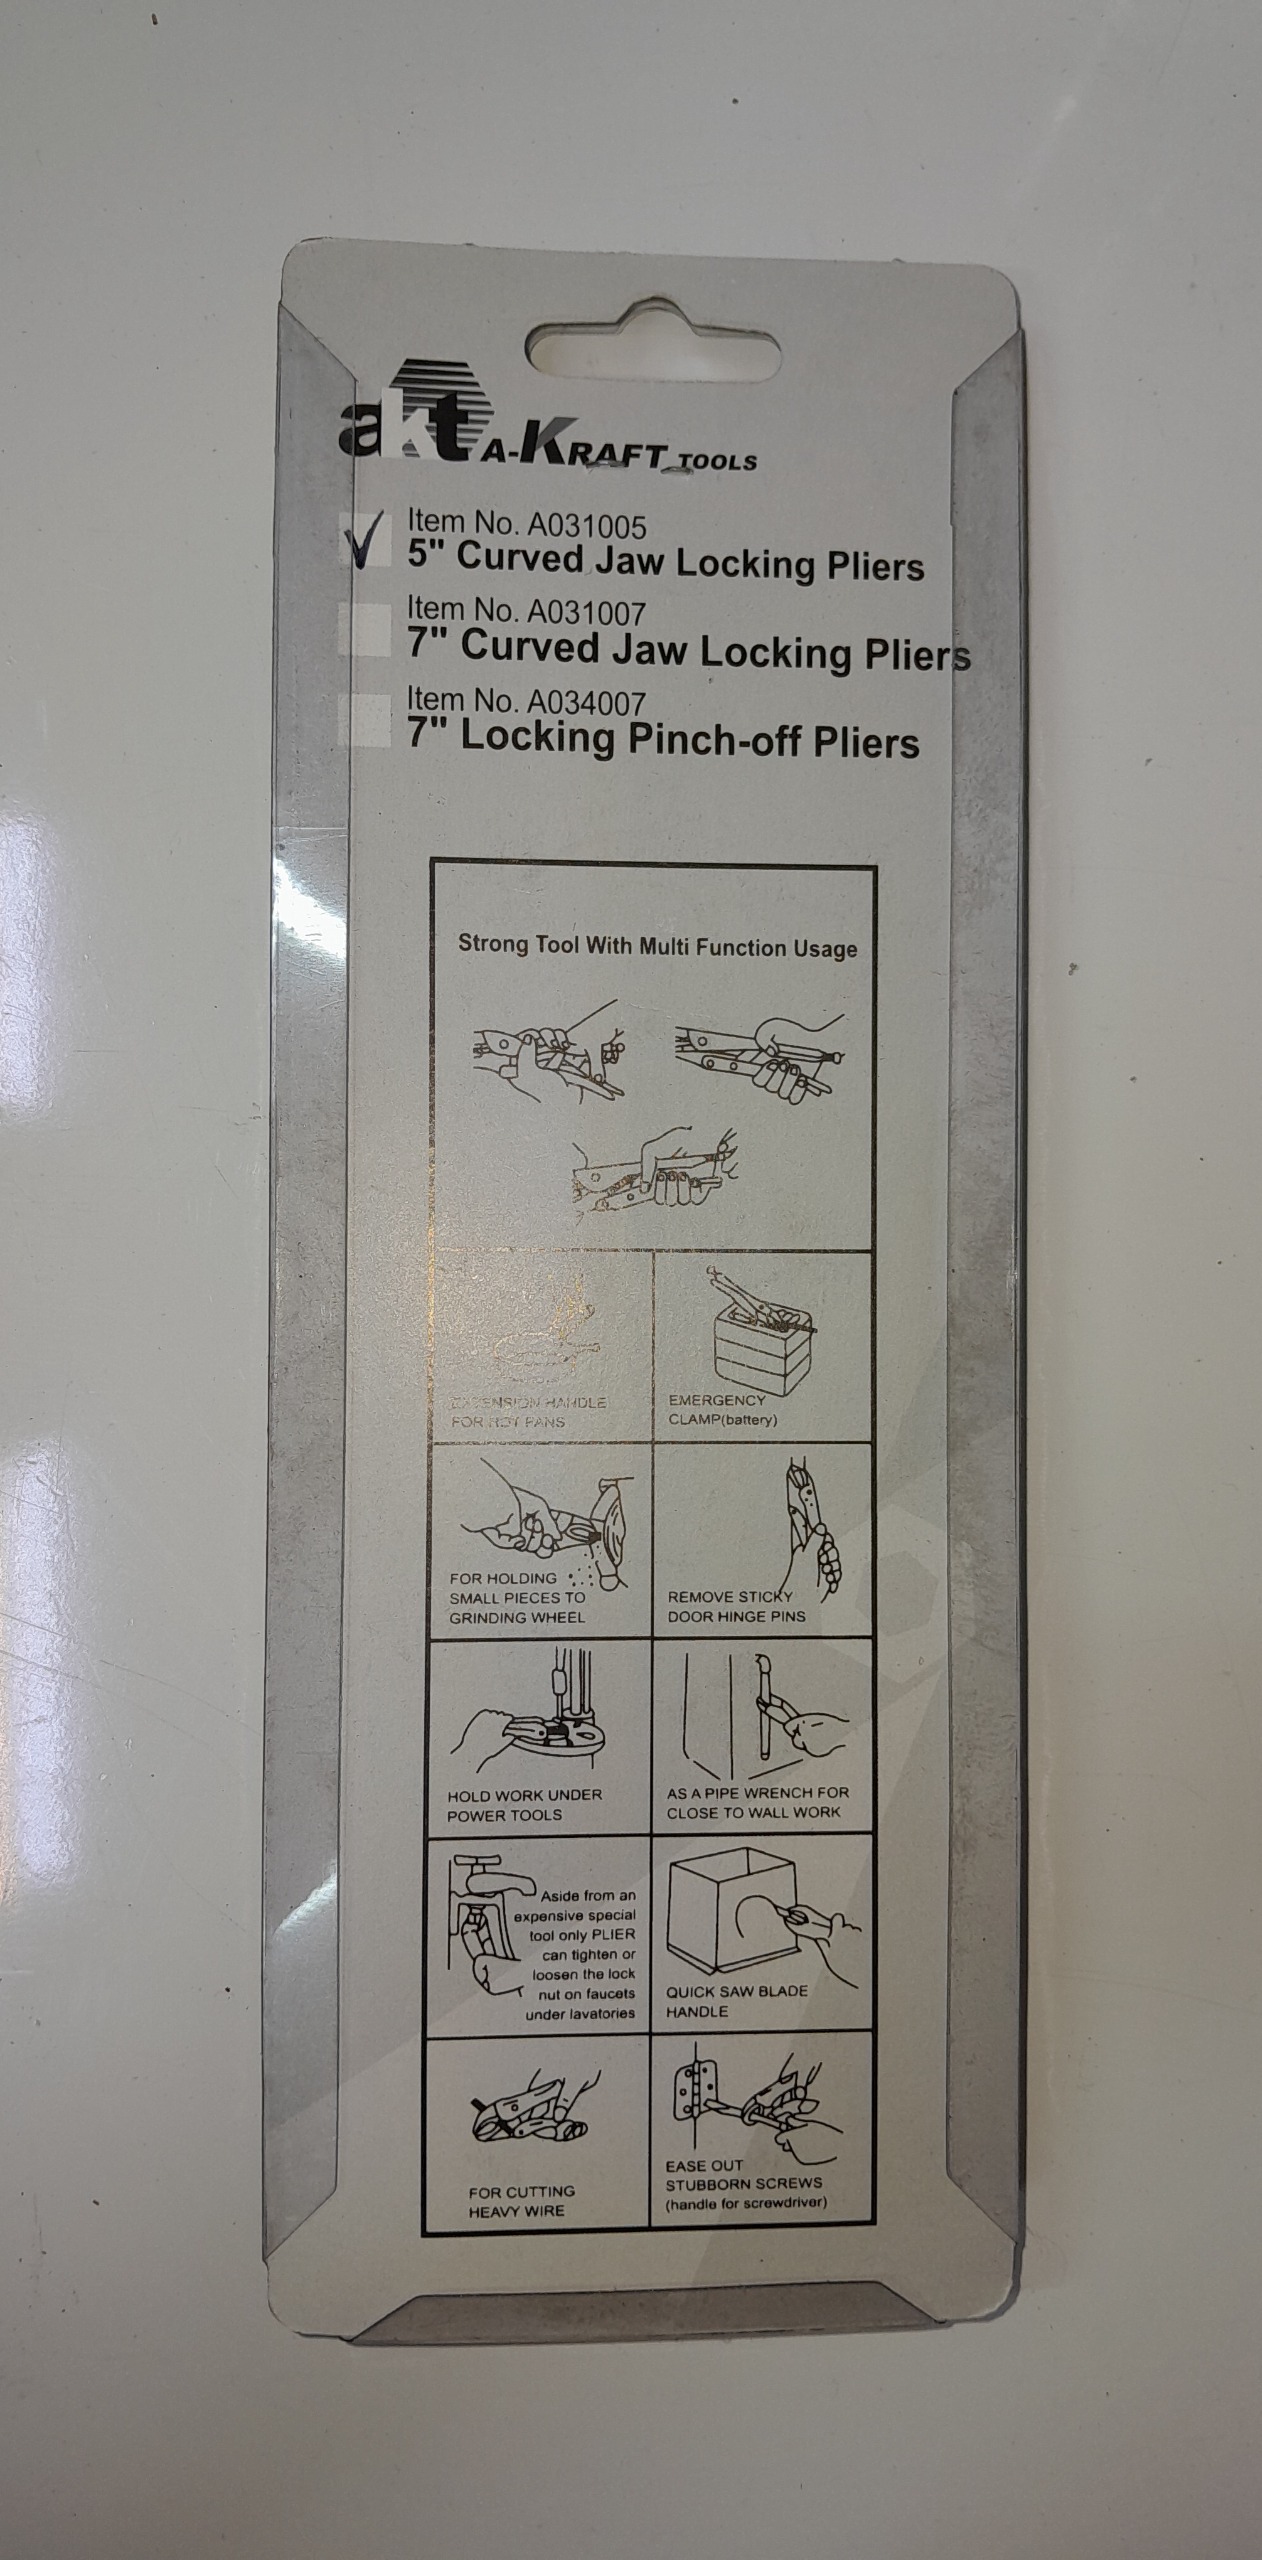 akt A-KRAFT TOOLS
Item No. A031005
5" Curved Jaw Locking Pliers
Item No. A031007
7" Curved Jaw Locking Pliers
Item No. A034007
7" Locking Pinch-off Pliers
Strong Tool With Multi Function Usage
EXTENSION HANDLE
FOR HOT PANS
EMERGENCY
CLAMP(battery)
FOR HOLDING
SMALL PIECES TO
GRINDING WHEEL
REMOVE STICKY
DOOR HINGE PINS
HOLD WORK UNDER
POWER TOOLS
AS A PIPE WRENCH FOR
CLOSE TO WALL WORK
Aside from an
expensive special
tool only PLIER
can tighten or
loosen the lock
nut on faucets
under lavatories
QUICK SAW BLADE
HANDLE
FOR CUTTING
HEAVY WIRE
EASE OUT
STUBBORN SCREWS
(handle for screwdriver)